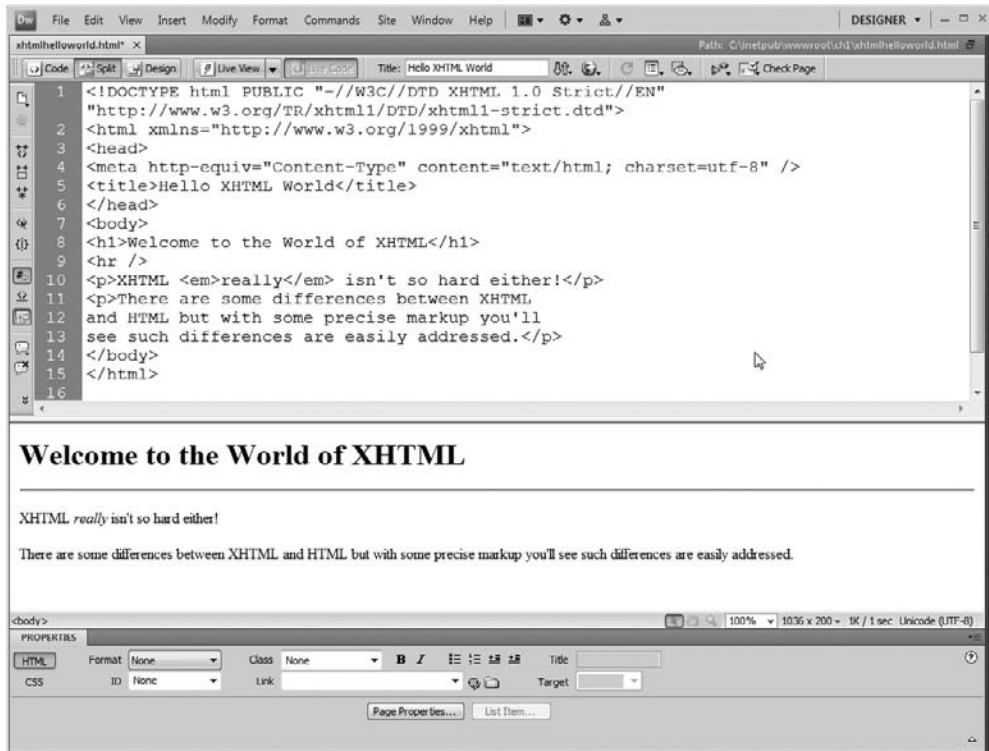 Dw File Edit View Insert Modify Format Commands Site Window Help DESIGNER
xhtmlhelloworld.html* × Path: C:\inetpub\wwwroot\ch1\xhtmlhelloworld.html
Code Split Design Live View Live Code Title: Hello XHTML World Check Page
1 <!DOCTYPE html PUBLIC "-//W3C//DTD XHTML 1.0 Strict//EN"
"http://www.w3.org/TR/xhtml1/DTD/xhtml1-strict.dtd">
2 <html xmlns="http://www.w3.org/1999/xhtml">
3 <head>
4 <meta http-equiv="Content-Type" content="text/html; charset=utf-8" />
5 <title>Hello XHTML World</title>
6 </head>
7 <body>
8 <h1>Welcome to the World of XHTML</h1>
9 <hr />
10 <p>XHTML <em>really</em> isn't so hard either!</p>
11 <p>There are some differences between XHTML
12 and HTML but with some precise markup you'll
13 see such differences are easily addressed.</p>
14 </body>
15 </html>
16
Welcome to the World of XHTML
XHTML really isn't so hard either!
There are some differences between XHTML and HTML but with some precise markup you'll see such differences are easily addressed.
<body> 100% 1036 x 200 1K / 1 sec Unicode (UTF-8)
PROPERTIES
HTML Format None Class None B I Title
CSS ID None Link Target
Page Properties... List Item...